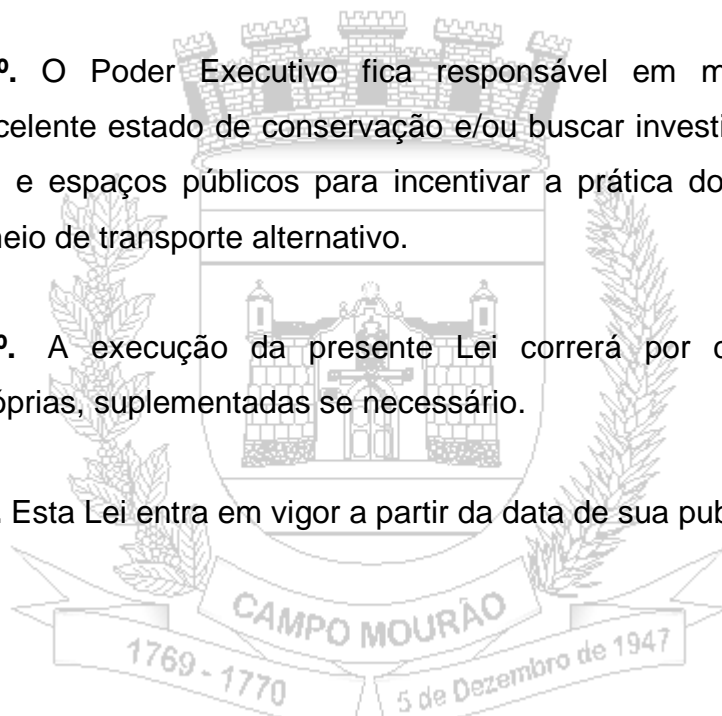 º. O Poder Executivo fica responsável em m
celente estado de conservação e/ou buscar investi
e espaços públicos para incentivar a prática do
neio de transporte alternativo.
º. A execução da presente Lei correrá por c
óprias, suplementadas se necessário.
. Esta Lei entra em vigor a partir da data de sua pub
CAMPO MOURÃO
1769 - 1770
5 de Dezembro de 1947